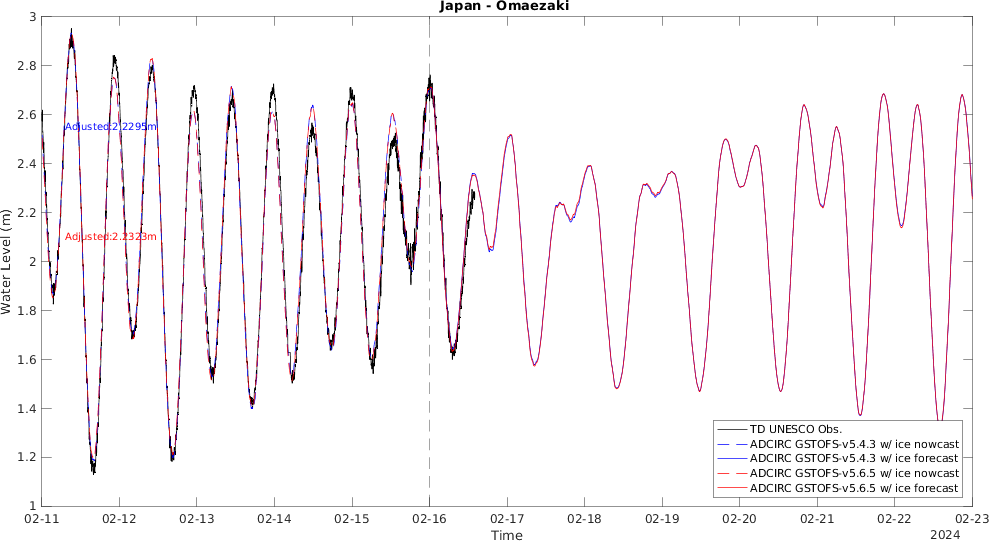 Japan - Omaezaki
Water Level (m)
3
2.8
2.6
2.4
2.2
2
1.8
1.6
1.4
1.2
1
Adjusted:2.2295m
Adjusted:2.2323m
TD UNESCO Obs.
ADCIRC GSTOFS-v5.4.3 w/ ice nowcast
ADCIRC GSTOFS-v5.4.3 w/ ice forecast
ADCIRC GSTOFS-v5.6.5 w/ ice nowcast
ADCIRC GSTOFS-v5.6.5 w/ ice forecast
02-11 02-12 02-13 02-14 02-15 02-16 02-17 02-18 02-19 02-20 02-21 02-22 02-23
Time
2024